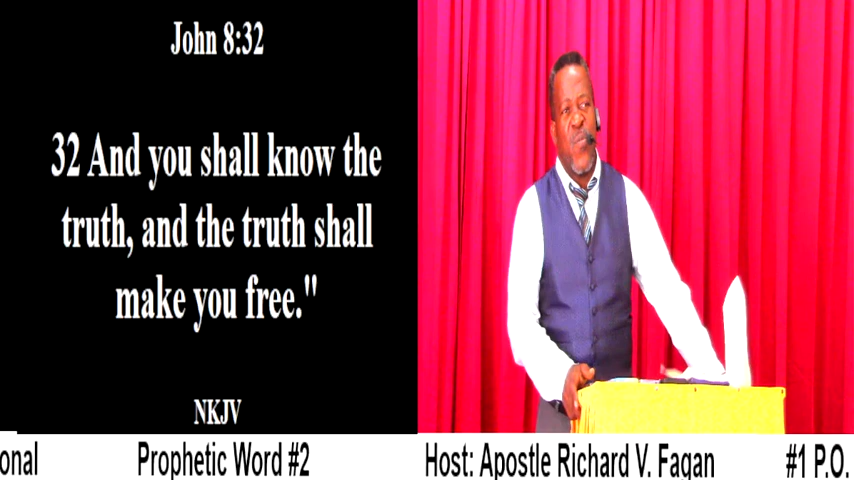 John 8:32
32 And you shall know the
truth, and the truth shall
make you free."
NKJV
onal Prophetic Word #2 Host: Apostle Richard V. Fagan #1 P.O.